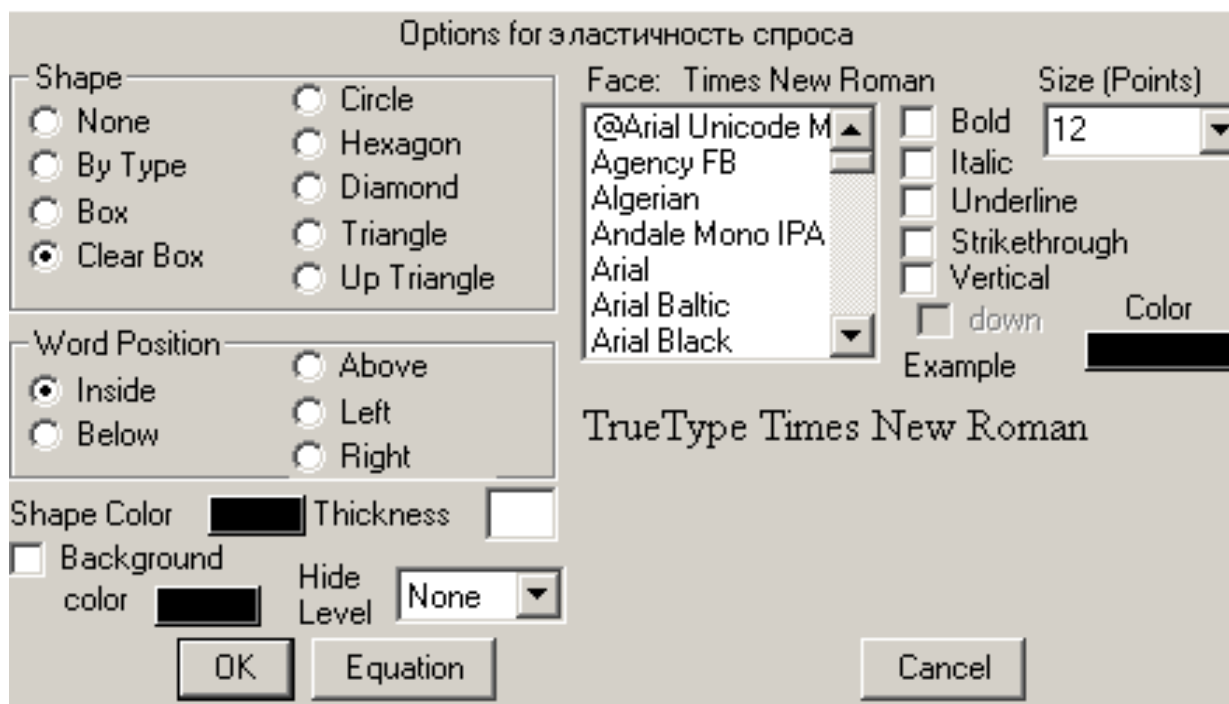 Options for эластичность спроса
Shape
None
By Type
Box
Clear Box
Circle
Hexagon
Diamond
Triangle
Up Triangle
Word Position
Inside
Below
Above
Left
Right
Shape Color
Thickness
Background
color
Hide
Level
None
OK
Equation
Face: Times New Roman
@Arial Unicode M
Agency FB
Algerian
Andale Mono IPA
Arial
Arial Baltic
Arial Black
Bold
Italic
Underline
Strikethrough
Vertical
down
Size (Points)
12
Color
Example
TrueType Times New Roman
Cancel